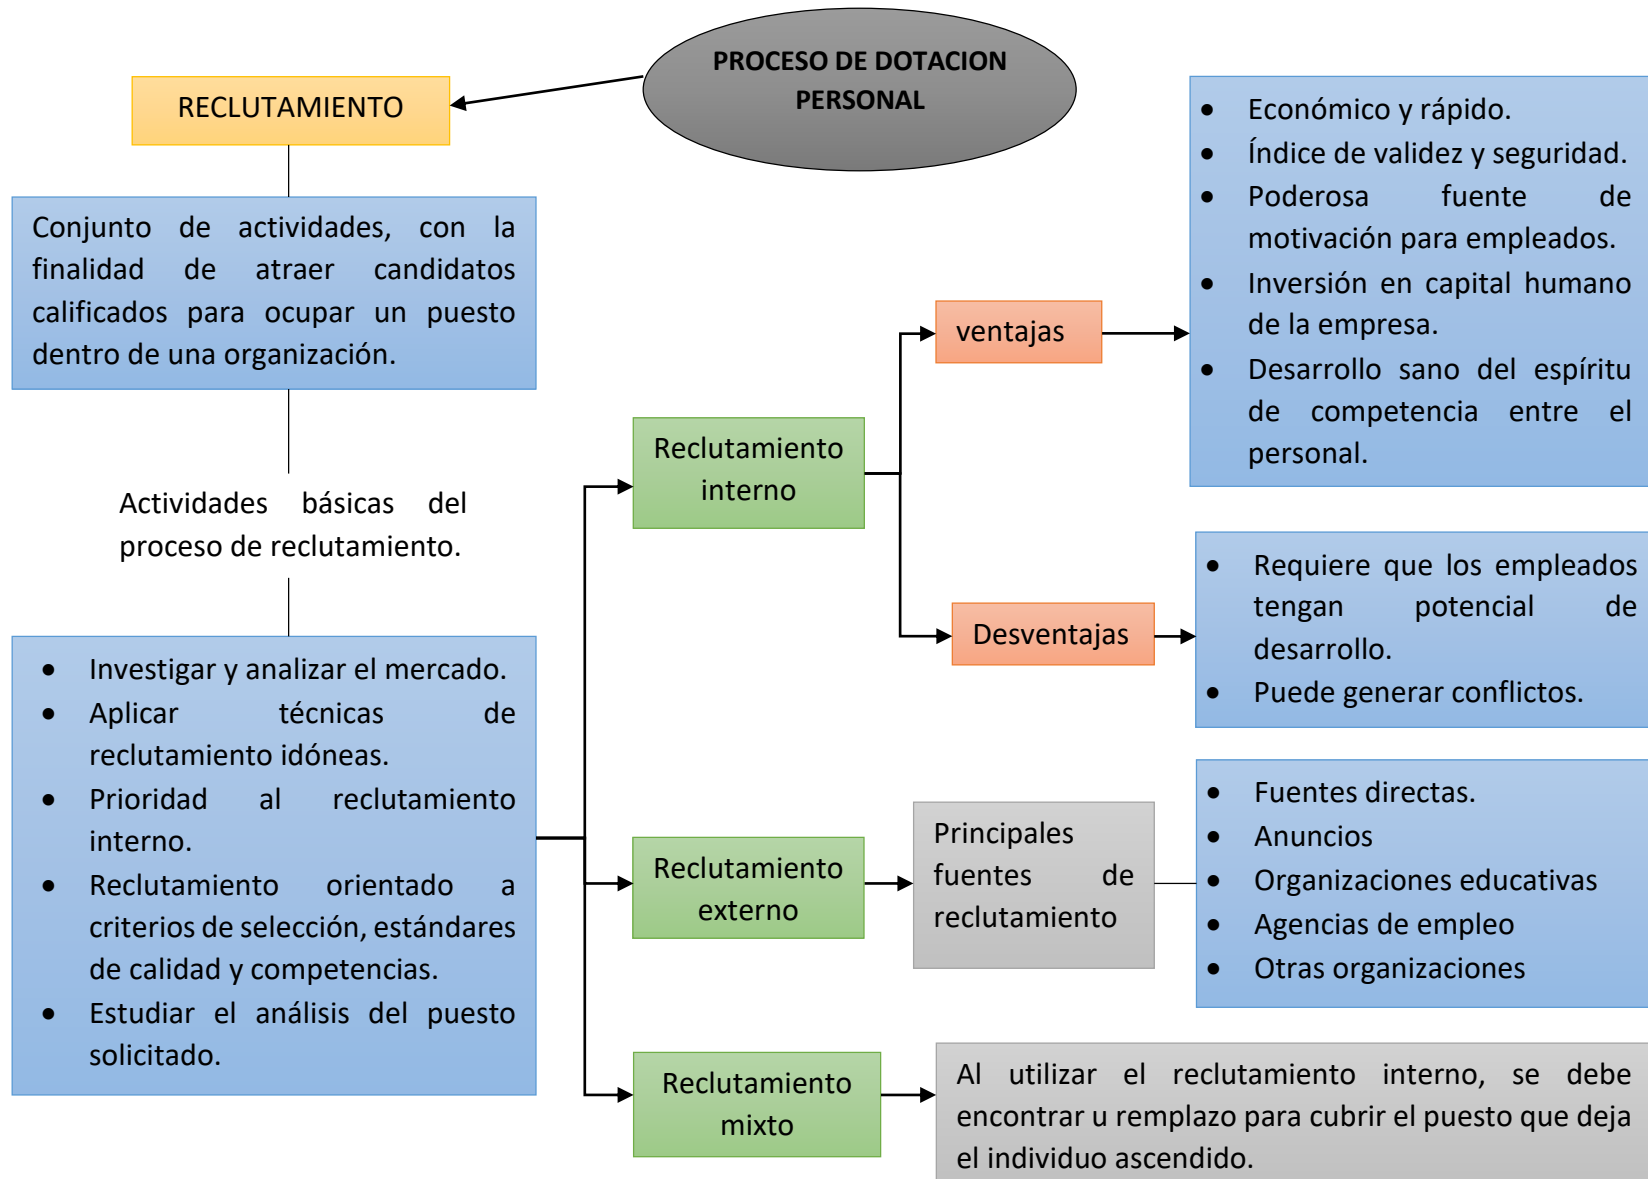 PROCESO DE DOTACION
PERSONAL
RECLUTAMIENTO
Conjunto de actividades, con la
finalidad de atraer candidatos
calificados para ocupar un puesto
dentro de una organización.
Actividades básicas del
proceso de reclutamiento.
• Investigar y analizar el mercado.
• Aplicar técnicas de
reclutamiento idóneas.
• Prioridad al reclutamiento
interno.
• Reclutamiento orientado a
criterios de selección, estándares
de calidad y competencias.
• Estudiar el análisis del puesto
solicitado.
Reclutamiento
interno
ventajas
• Económico y rápido.
• Índice de validez y seguridad.
• Poderosa fuente de
motivación para empleados.
• Inversión en capital humano
de la empresa.
• Desarrollo sano del espíritu
de competencia entre el
personal.
Desventajas
• Requiere que los empleados
tengan potencial de
desarrollo.
• Puede generar conflictos.
Reclutamiento
externo
Principales
fuentes de
reclutamiento
• Fuentes directas.
• Anuncios
• Organizaciones educativas
• Agencias de empleo
• Otras organizaciones
Reclutamiento
mixto
Al utilizar el reclutamiento interno, se debe
encontrar u remplazo para cubrir el puesto que deja
el individuo ascendido.